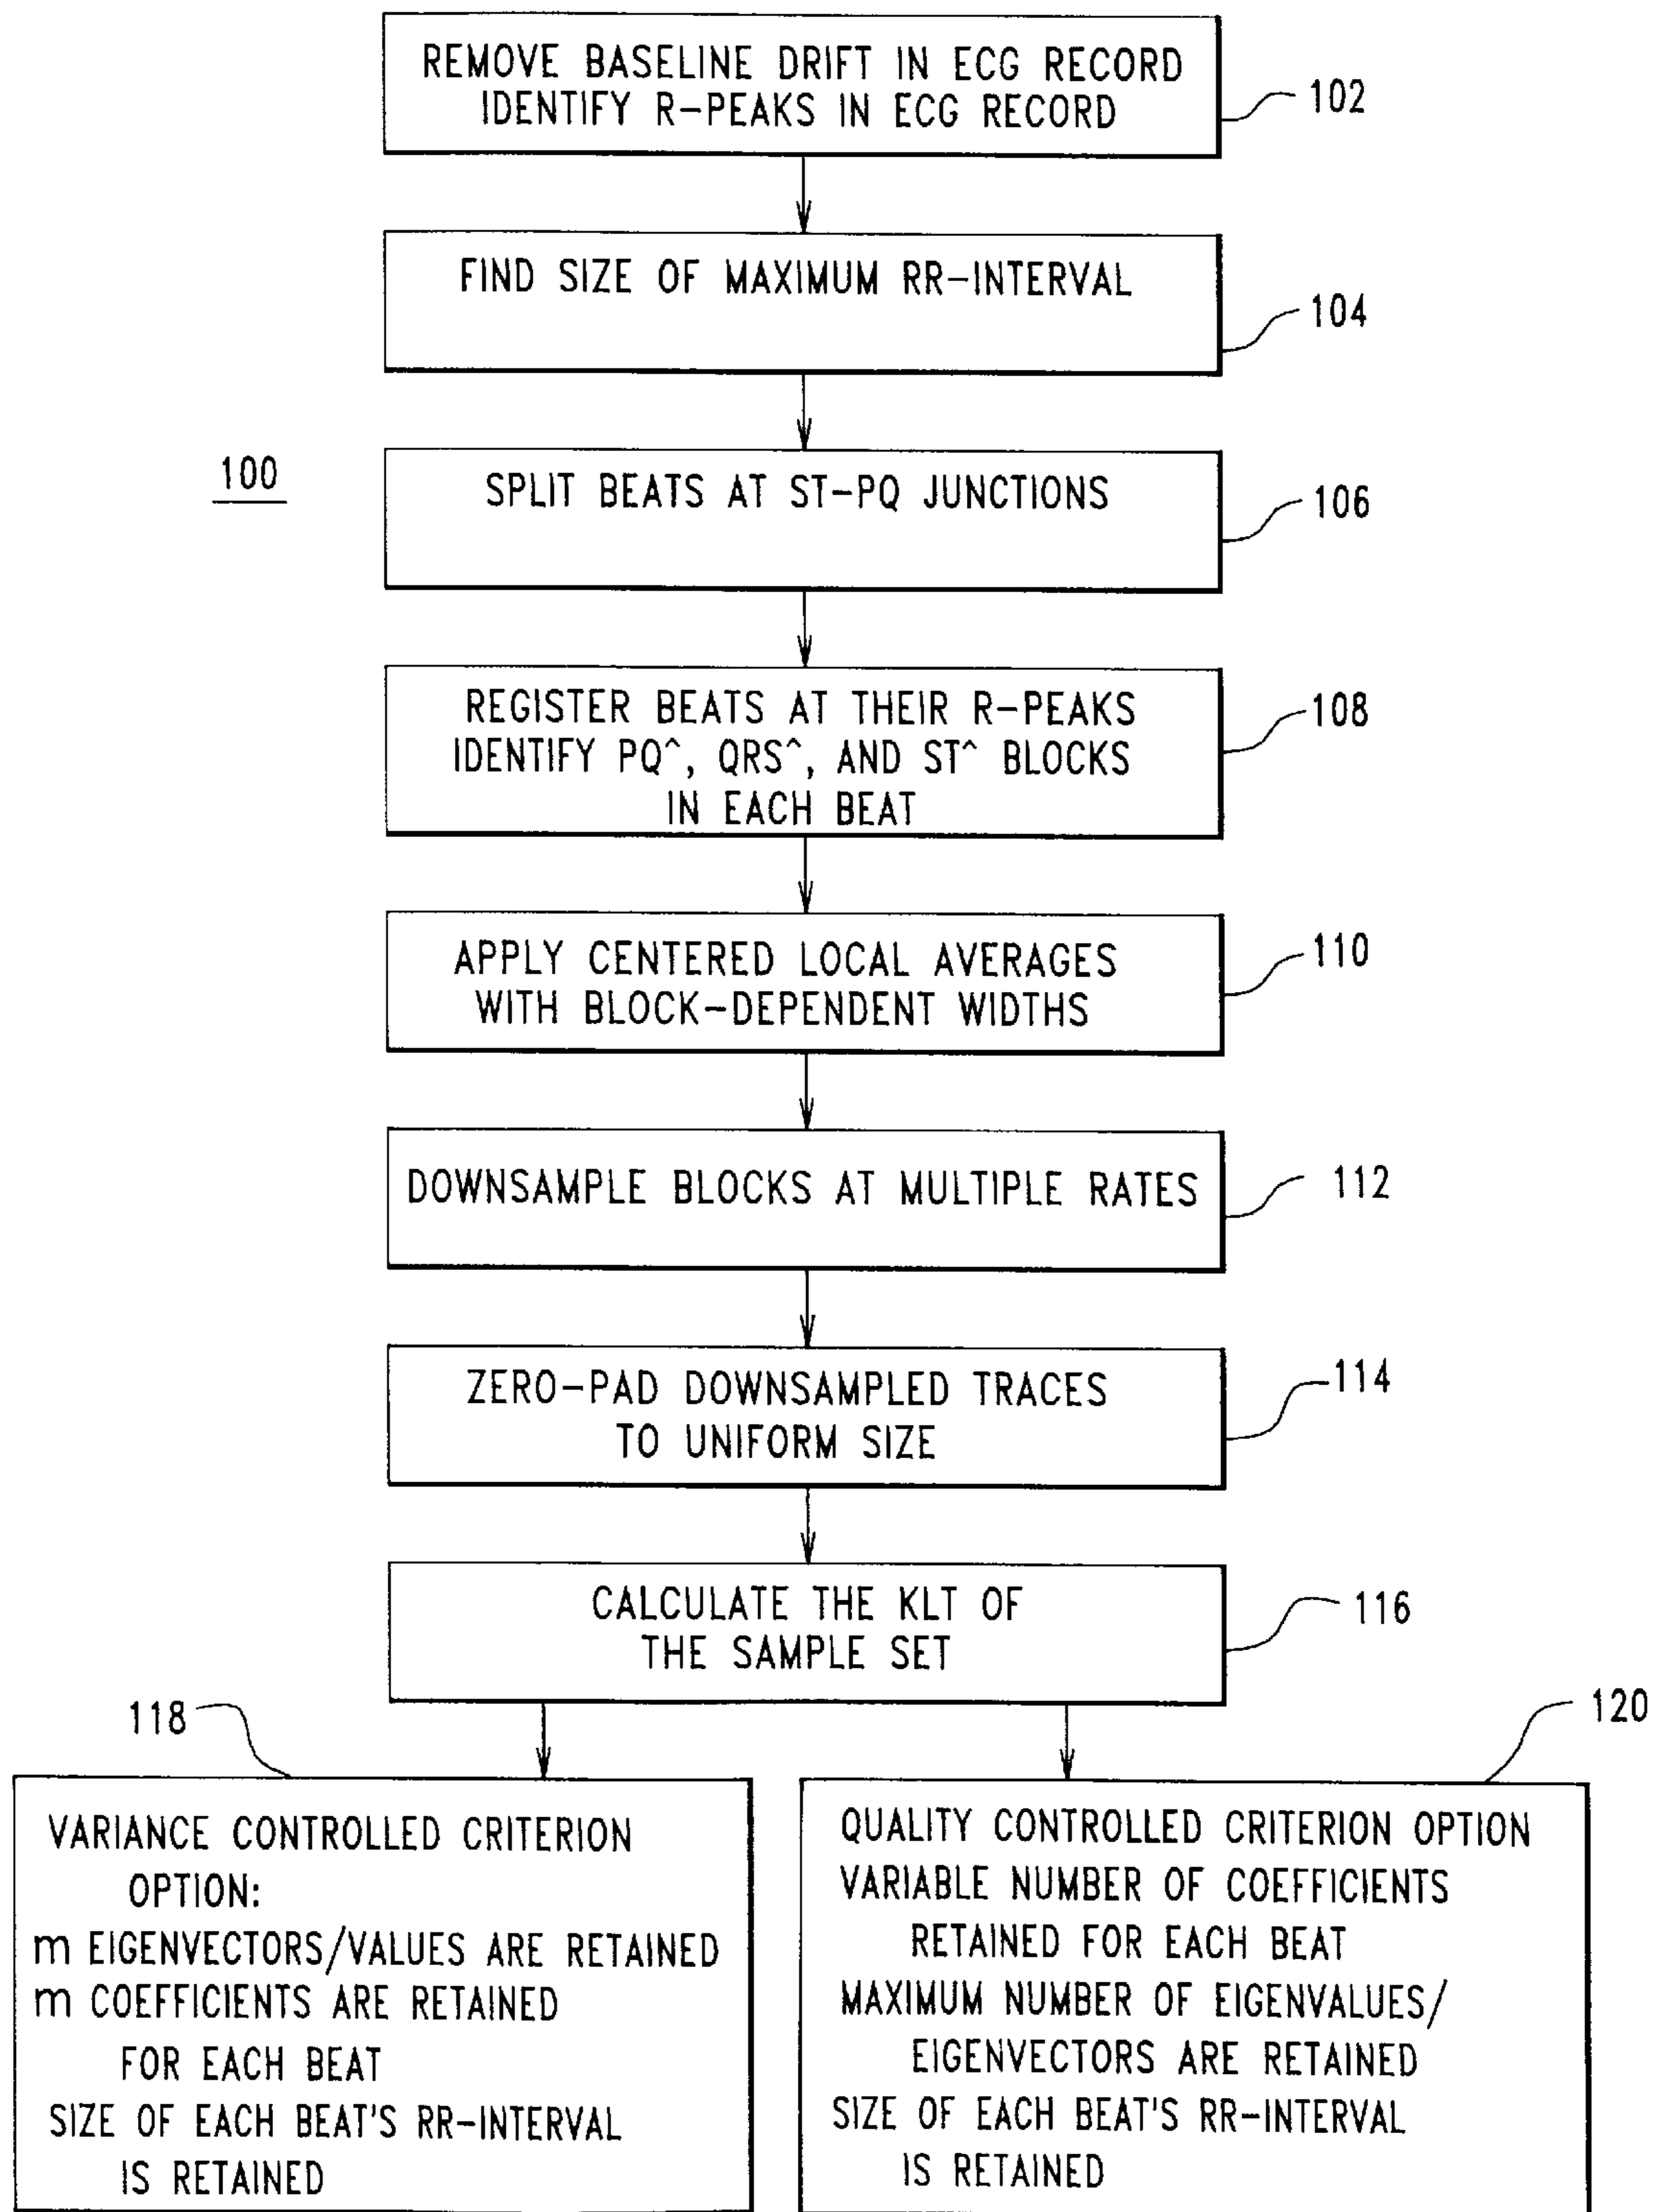 REMOVE BASELINE DRIFT IN ECG RECORD
IDENTIFY R-PEAKS IN ECG RECORD
102
FIND SIZE OF MAXIMUM RR-INTERVAL
104
100
SPLIT BEATS AT ST-PQ JUNCTIONS
106
REGISTER BEATS AT THEIR R-PEAKS
IDENTIFY PQ^, QRS^, AND ST^ BLOCKS
IN EACH BEAT
108
APPLY CENTERED LOCAL AVERAGES
WITH BLOCK-DEPENDENT WIDTHS
110
DOWNSAMPLE BLOCKS AT MULTIPLE RATES
112
ZERO-PAD DOWNSAMPLED TRACES
TO UNIFORM SIZE
114
CALCULATE THE KLT OF
THE SAMPLE SET
116
118
VARIANCE CONTROLLED CRITERION
OPTION:
m EIGENVECTORS/VALUES ARE RETAINED
m COEFFICIENTS ARE RETAINED
FOR EACH BEAT
SIZE OF EACH BEAT'S RR-INTERVAL
IS RETAINED
120
QUALITY CONTROLLED CRITERION OPTION
VARIABLE NUMBER OF COEFFICIENTS
RETAINED FOR EACH BEAT
MAXIMUM NUMBER OF EIGENVALUES/
EIGENVECTORS ARE RETAINED
SIZE OF EACH BEAT'S RR-INTERVAL
IS RETAINED